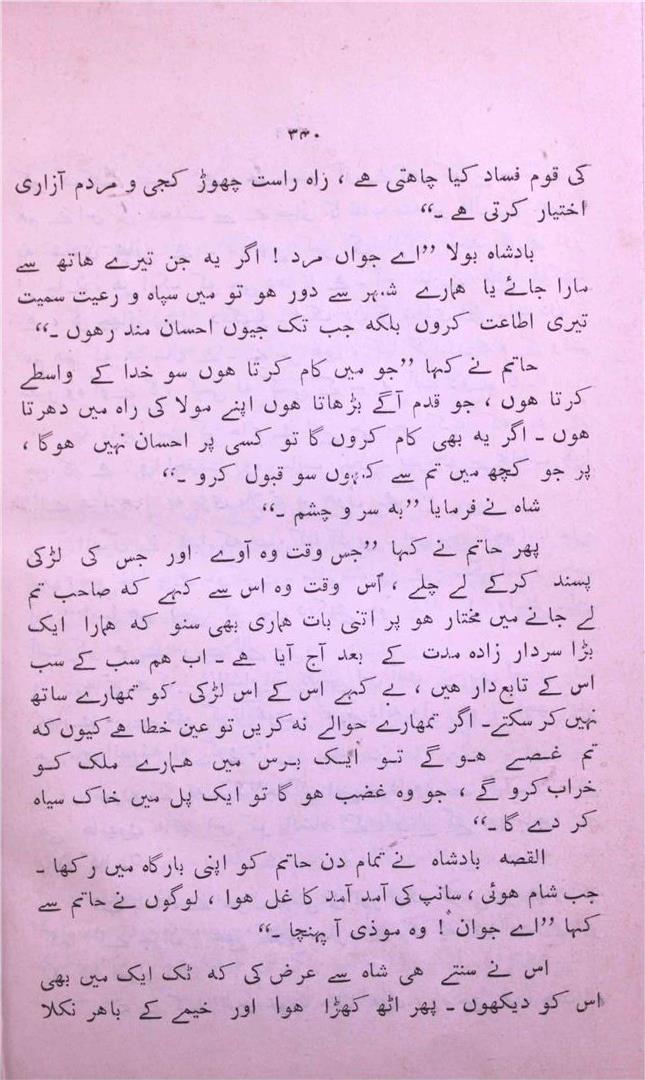 ۳۴۰
کی قوم فساد کیا چاہتی ہے ، راہ راست چھوڑ کجی و مردم آزاری
اختیار کرتی ہے ۔“
بادشاہ بولا ”اے جواں مرد ! اگر یہ جن تیرے ہاتھ سے
مارا جائے یا ہمارے شہر سے دور ہو تو میں سپاہ و رعیت سمیت
تیری اطاعت کروں بلکہ جب تک جیوں احسان مند رہوں ۔“
حاتم نے کہا ”جو میں کام کرتا ہوں سو خدا کے واسطے
کرتا ہوں ، جو قدم آگے بڑھاتا ہوں اپنے مولا کی راہ میں دھرتا
ہوں ۔ اگر یہ بھی کام کروں گا تو کسی پر احسان نہیں ہوگا ،
پر جو کچھ میں تم سے کہوں سو قبول کرو ۔“
شاہ نے فرمایا ”بہ سر و چشم ۔“
پھر حاتم نے کہا ”جس وقت وہ آوے اور جس کی لڑکی
پسند کرکے لے چلے ، اُس وقت وہ اس سے کہے کہ صاحب تم
لے جانے میں مختار ہو پر اتنی بات ہماری بھی سنو کہ ہمارا ایک
بڑا سردار زادہ مدت کے بعد آج آیا ہے ۔ اب ہم سب کے سب
اس کے تابع دار ہیں ، بے کہے اس کے اس لڑکی کو تمھارے ساتھ
نہیں کر سکتے ۔ اگر تمھارے حوالے نہ کریں تو عین خطا ہے کیوں کہ
تم غصے ہو گے تو ایک برس میں ہمارے ملک کو
خراب کرو گے ، جو وہ غضب ہو گا تو ایک پل میں خاک سیاہ
کر دے گا ۔“
القصہ بادشاہ نے تمام دن حاتم کو اپنی بارگاہ میں رکھا ۔
جب شام ہوئی ، سانپ کی آمد آمد کا غل ہوا ، لوگوں نے حاتم سے
کہا ”اے جوان ! وہ موذی آ پہنچا ۔“
اس نے سنتے ہی شاہ سے عرض کی کہ ٹک ایک میں بھی
اس کو دیکھوں ۔ پھر اٹھ کھڑا ہوا اور خیمے کے باہر نکلا